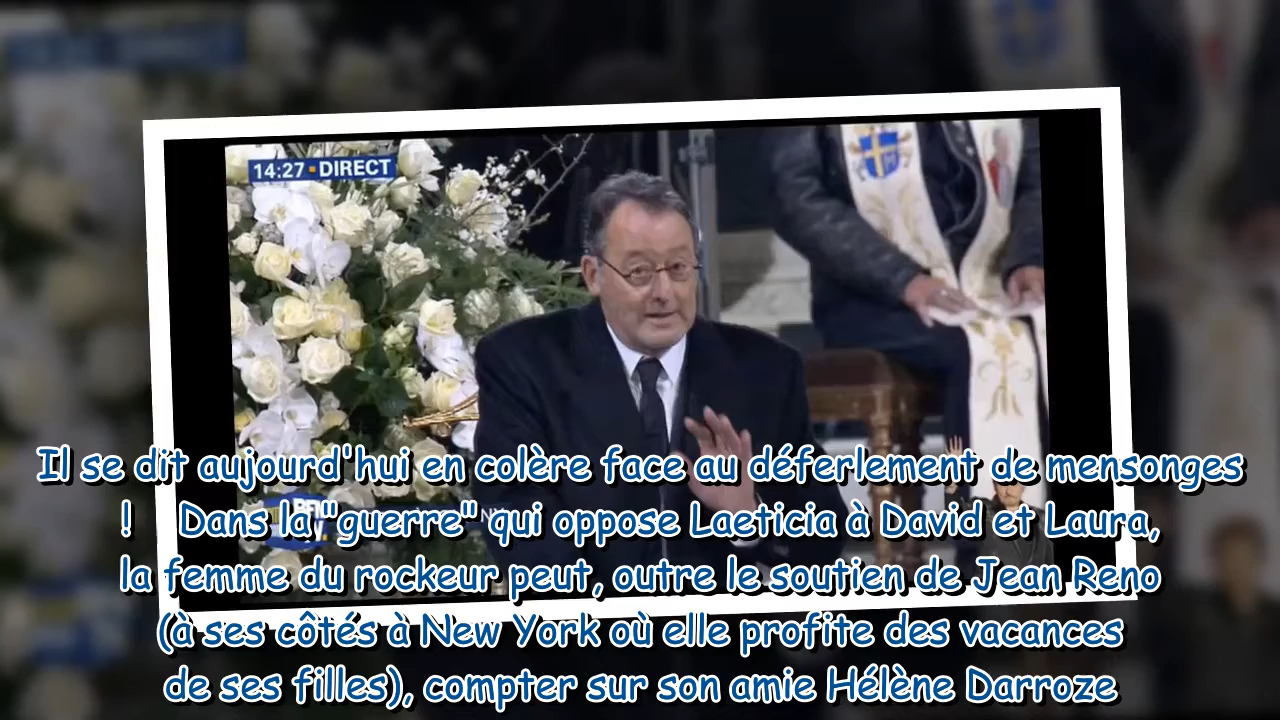 14:27 DIRECT
Il se dit aujourd'hui en colère face au déferlement de mensonges
! Dans la "guerre" qui oppose Laeticia à David et Laura,
la femme du rockeur peut, outre le soutien de Jean Reno
(à ses côtés à New York où elle profite des vacances
de ses filles), compter sur son amie Hélène Darroze